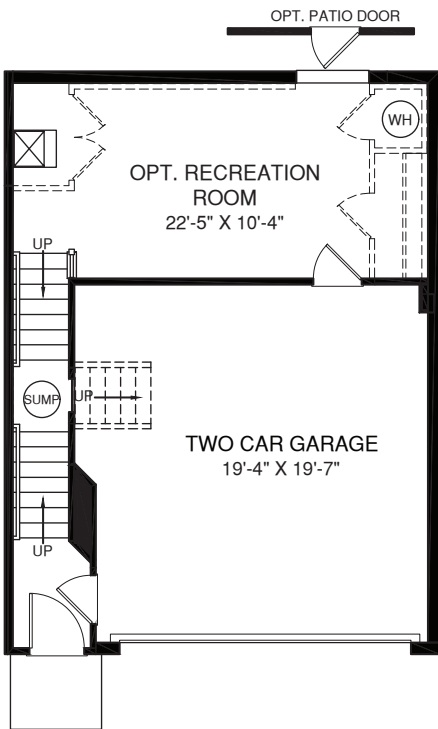 OPT. PATIO DOOR
WH
OPT. RECREATION
ROOM
22'-5" X 10'-4"
UP
SUMP
UP
TWO CAR GARAGE
19'-4" X 19'-7"
UP